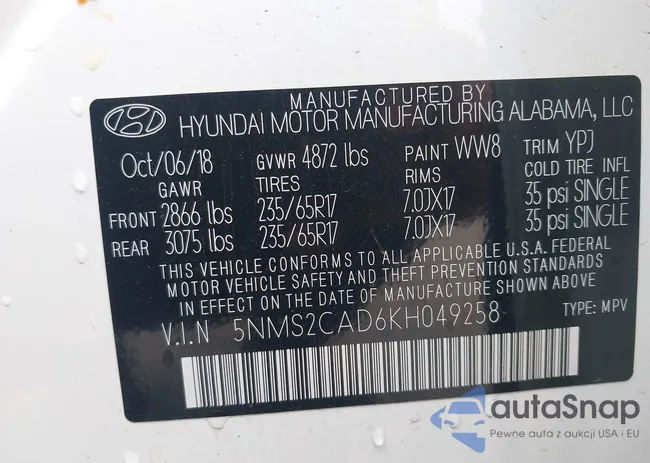 MANUFACTURED BY
HYUNDAI MOTOR MANUFACTURING ALABAMA, LLC
Oct/06/18 GVWR 4872 lbs PAINT WW8 TRIM YPJ
GAWR TIRES RIMS COLD TIRE INFL
FRONT 2866 lbs 235/65R17 7.0JX17 35 psi SINGLE
REAR 3075 lbs 235/65R17 7.0JX17 35 psi SINGLE
THIS VEHICLE CONFORMS TO ALL APPLICABLE U.S.A. FEDERAL
MOTOR VEHICLE SAFETY AND THEFT PREVENTION STANDARDS
IN EFFECT ON THE DATE OF MANUFACTURE SHOWN ABOVE.
V.I.N 5NMS2CAD6KH049258 TYPE: MPV
autaSnap
Pewne auta z aukcji USA i EU